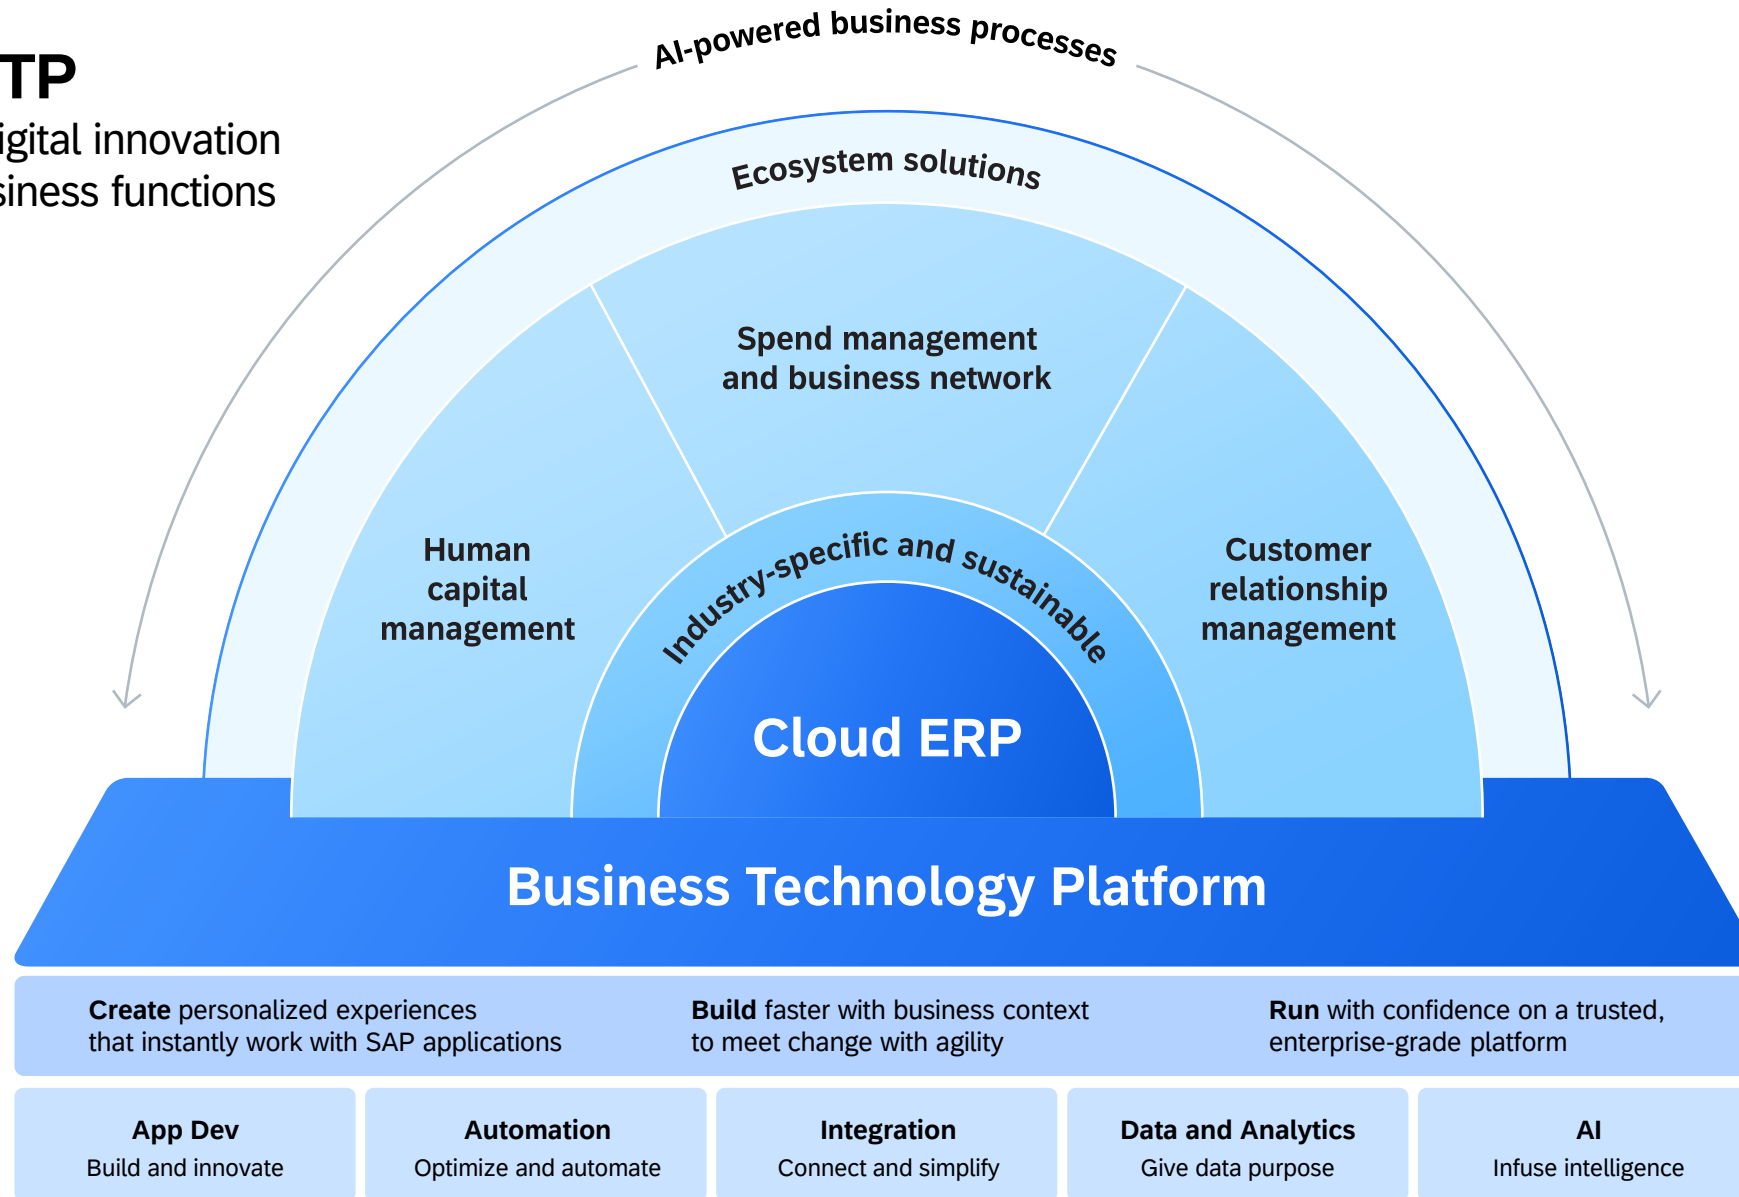 TP
igital innovation
siness functions
AI-powered business processes
Ecosystem solutions
Spend management
and business network
Human
capital
management
Customer
relationship
management
Industry-specific and sustainable
Cloud ERP
Business Technology Platform
Create personalized experiences
that instantly work with SAP applications
Build faster with business context
to meet change with agility
Run with confidence on a trusted,
enterprise-grade platform
App Dev
Build and innovate
Automation
Optimize and automate
Integration
Connect and simplify
Data and Analytics
Give data purpose
AI
Infuse intelligence